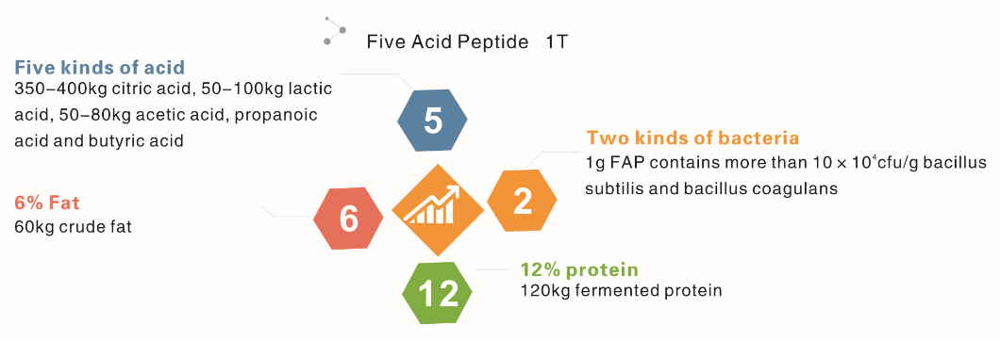 Five Acid Peptide 1T
Five kinds of acid
350–400kg citric acid, 50–100kg lactic
acid, 50–80kg acetic acid, propanoic
acid and butyric acid
5
Two kinds of bacteria
1g FAP contains more than 10 × 10⁴cfu/g bacillus
subtilis and bacillus coagulans
2
6% Fat
60kg crude fat
6
12% protein
120kg fermented protein
12